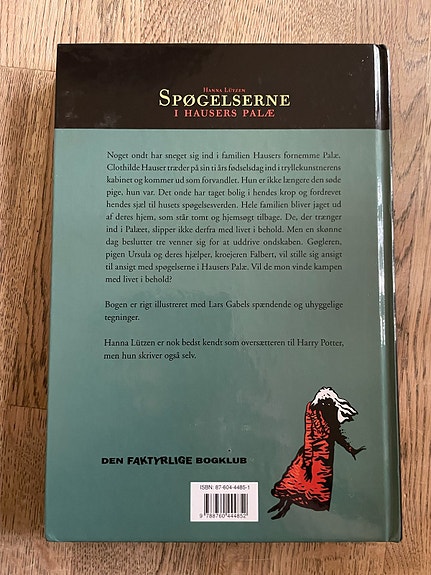 Hanna Lützen
Spøgelserne
i Hausers Palæ
Noget ondt har sneget sig ind i familien Hausers fornemme Palæ.
Clothilde Hauser træder på sin ti års fødselsdag ind i tryllekunstnerens
kabinet og kommer ud som forvandlet. Hun er ikke længere den søde
pige, hun var. Det onde har taget bolig i hendes krop og fordrevet
hendes sjæl til husets spøgelsesverden. Hele familien bliver jaget ud
af deres hjem, som står tomt og hjemsøgt tilbage. De, der trænger
ind i Palæet, slipper ikke derfra med livet i behold. Men en skønne
dag beslutter tre venner sig for at uddrive ondskaben. Gøgleren,
pigen Ursula og deres hjælper, kroejeren Falbert, vil stille sig ansigt
til ansigt med spøgelserne i Hausers Palæ. Vil de mon vinde kampen
med livet i behold?
Bogen er rigt illustreret med Lars Gabels spændende og uhyggelige
tegninger.
Hanna Lützen er nok bedst kendt som oversætteren til Harry Potter,
men hun skriver også selv.
DEN FAKTYRLIGE BOGKLUB
ISBN: 87-604-4485-1
9 788760 444852